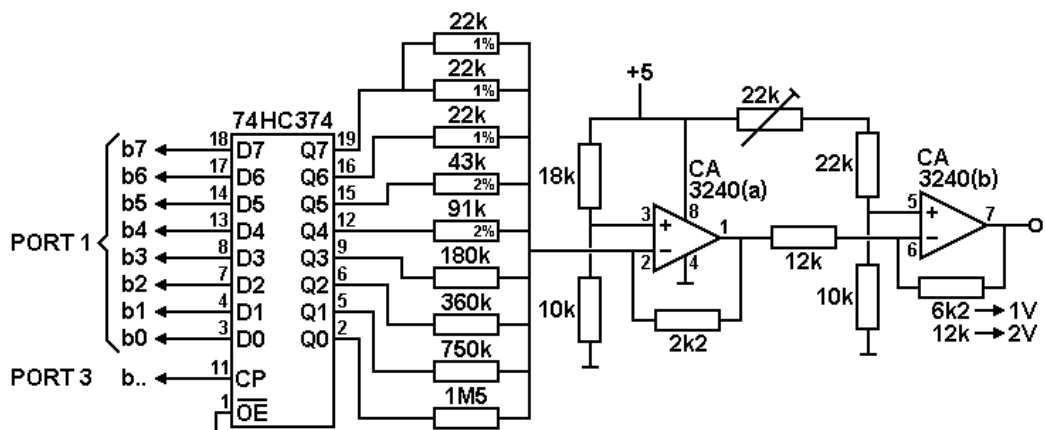 22k
1%
22k
1%
22k
1%
43k
2%
91k
2%
180k
360k
750k
1M5
74HC374
18 D7 Q7 19
17 D6 Q6 16
14 D5 Q5 15
13 D4 Q4 12
8 D3 Q3 9
7 D2 Q2 6
4 D1 Q1 5
3 D0 Q0 2
11 CP
1 OE
PORT 1
b7
b6
b5
b4
b3
b2
b1
b0
PORT 3 b..
+5
22k
18k
10k
CA
3240(a)
3 + 8
1
2 − 4
2k2
12k
22k
10k
CA
3240(b)
5 + 7
6 −
6k2 → 1V
12k → 2V